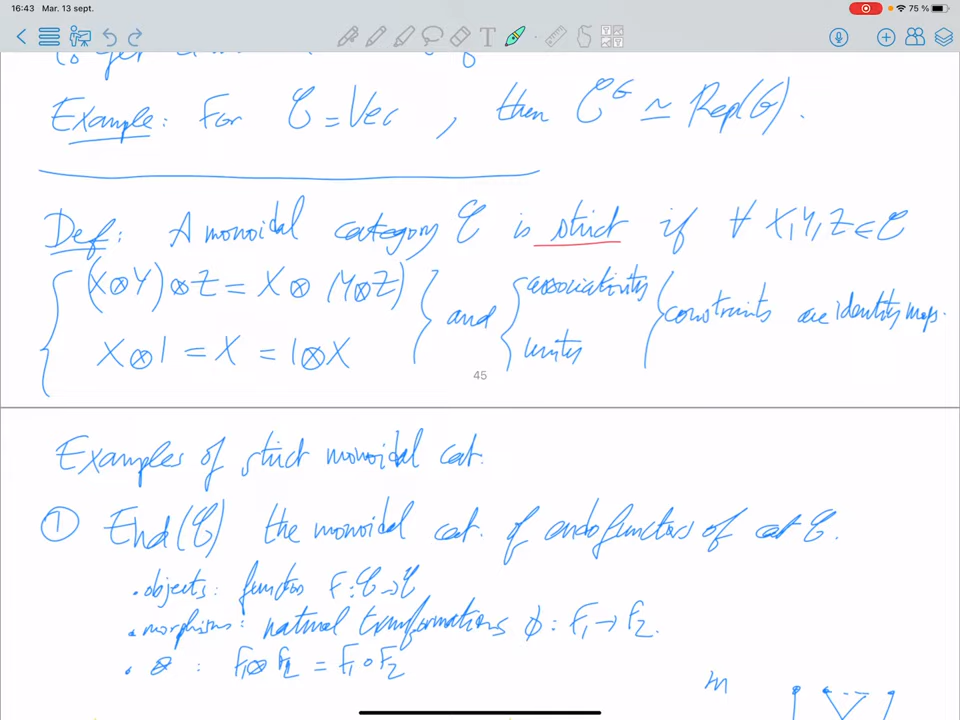 16:43 Mar. 13 sept. 75 %
Example: For 𝒞 = Vec, then 𝒞^G ≃ Rep(G).
Def: A monoidal category 𝒞 is strict if ∀ X,Y,Z ∈ 𝒞
{ (X⊗Y)⊗Z = X⊗(Y⊗Z) } and { associativity { constraints are identity maps.
X⊗1 = X = 1⊗X units
45
Examples of strict monoidal cat.
① End(𝒞) the monoidal cat. of endofunctors of cat 𝒞.
• objects: functors F: 𝒞→𝒞
• morphisms: natural transformations ϕ: F₁→F₂.
• ⊗ : F₁⊗F₂ = F₁∘F₂
m